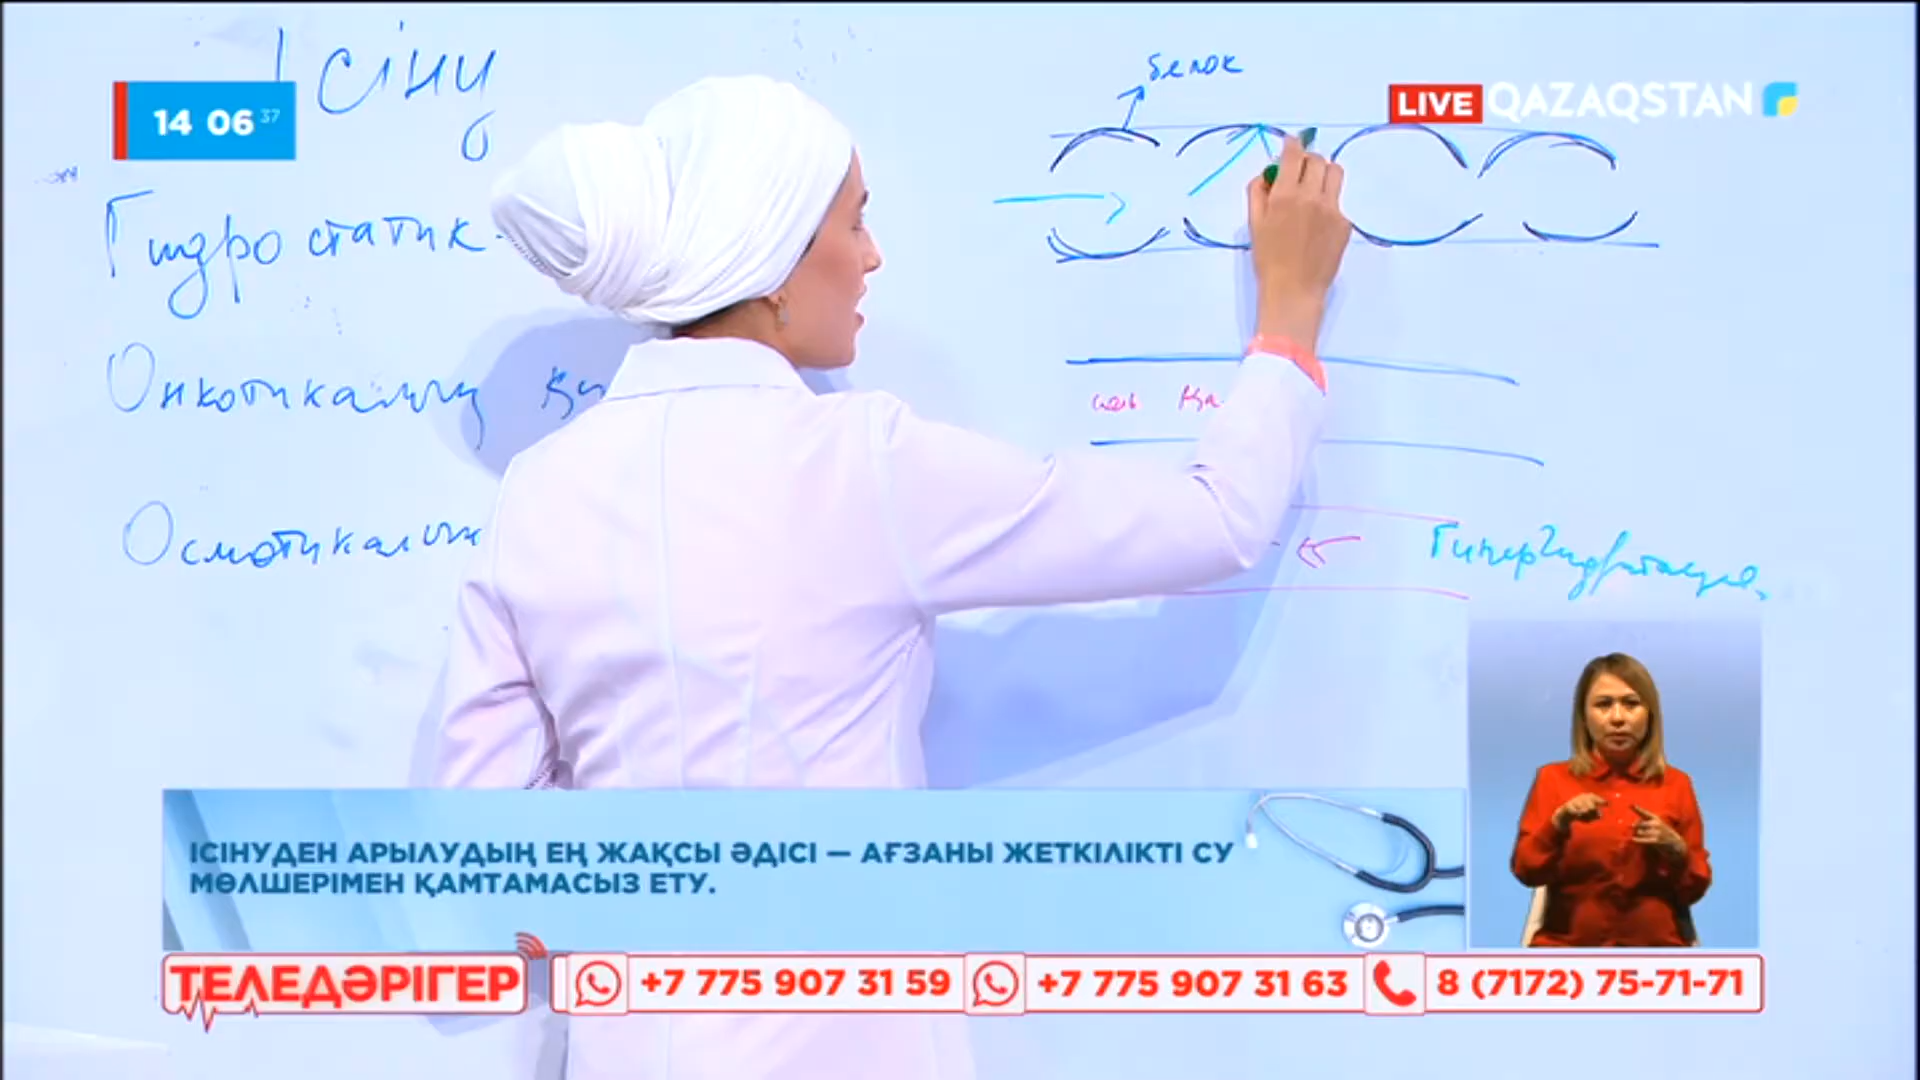 Ісіну
14 06 37
белок
LIVE QAZAQSTAN
Гидростатик
Онкотикалық қы
соль
Осмотикалық
Гипергидратация
ІСІНУДЕН АРЫЛУДЫҢ ЕҢ ЖАҚСЫ ӘДІСІ — АҒЗАНЫ ЖЕТКІЛІКТІ СУ
МӨЛШЕРІМЕН ҚАМТАМАСЫЗ ЕТУ.
ТЕЛЕДӘРІГЕР +7 775 907 31 59 +7 775 907 31 63 8 (7172) 75-71-71